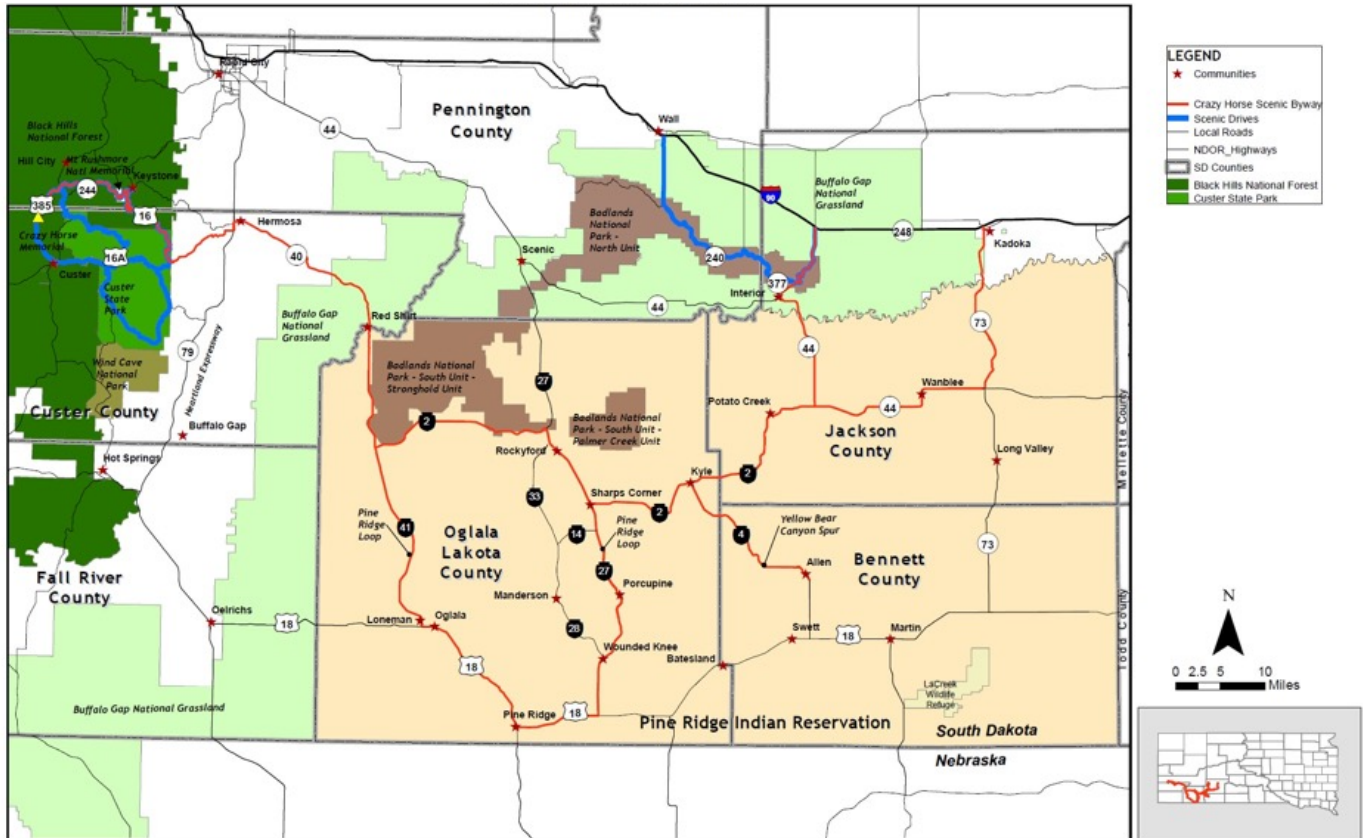 Rapid City
Pennington
County
44
Wall
Black Hills
National Forest
Hill City
Mt Rushmore
Natl Memorial
Keystone
244
385
16
Crazy Horse
Memorial
16A
Custer
Custer
State
Park
Hermosa
40
Buffalo Gap
National
Grassland
Badlands
National
Park -
North Unit
Scenic
240
90
Buffalo Gap
National
Grassland
248
Kadoka
377
Interior
44
Red Shirt
Wind Cave
National
Park
79
Heartland Expressway
Custer County
Buffalo Gap
Hot Springs
Badlands National
Park - South Unit -
Stronghold Unit
27
2
Badlands National
Park - South Unit -
Palmer Creek Unit
Rockyford
44
73
Potato Creek
Wanblee
44
Jackson
County
Long Valley
Mellette County
Kyle
2
Sharps Corner
2
33
14
Pine
Ridge
Loop
41
Oglala
Lakota
County
Pine
Ridge
Loop
27
Yellow Bear
Canyon Spur
4
Allen
73
Bennett
County
Fall River
County
Oelrichs
18
Loneman
Oglala
Manderson
Porcupine
28
Wounded Knee
18
Swett
18
Martin
Batesland
Todd County
LaCreek
Wildlife
Refuge
Buffalo Gap National Grassland
Pine Ridge
18
Pine Ridge Indian Reservation
South Dakota
Nebraska
LEGEND
Communities
Crazy Horse Scenic Byway
Scenic Drives
Local Roads
NDOR_Highways
SD Counties
Black Hills National Forest
Custer State Park
N
0 2.5 5 10
Miles